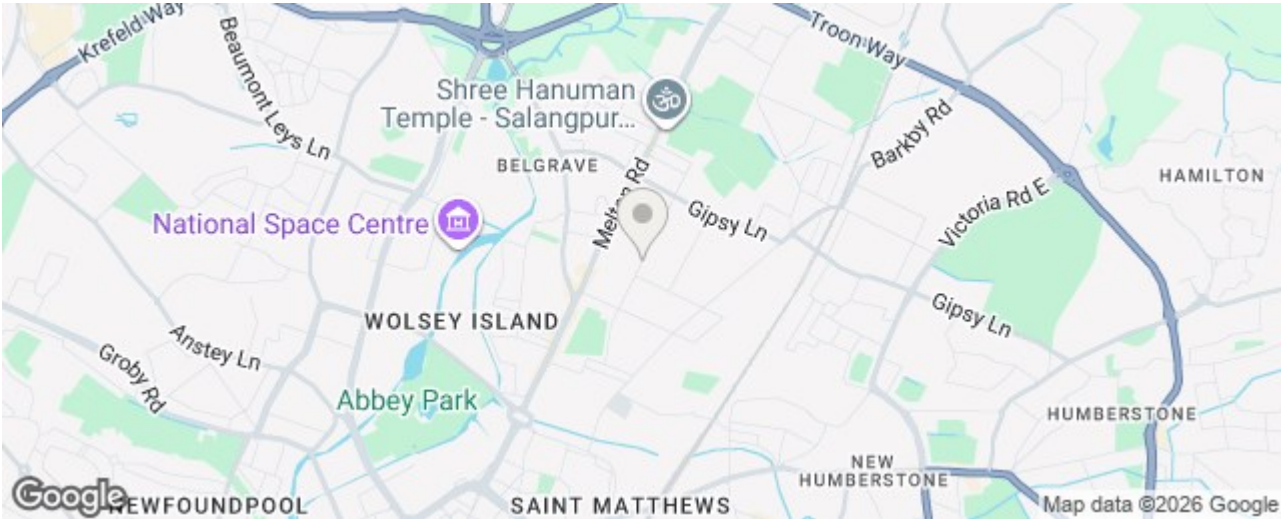 Krefeld Way
Beaumont Leys Ln
Troon Way
Shree Hanuman
Temple - Salangpur...
BELGRAVE
Melton Rd
Barkby Rd
HAMILTON
National Space Centre
Gipsy Ln
Victoria Rd E
WOLSEY ISLAND
Gipsy Ln
Anstey Ln
Groby Rd
Abbey Park
HUMBERSTONE
NEW
HUMBERSTONE
Google
NEWFOUNDPOOL
SAINT MATTHEWS
Map data ©2026 Google